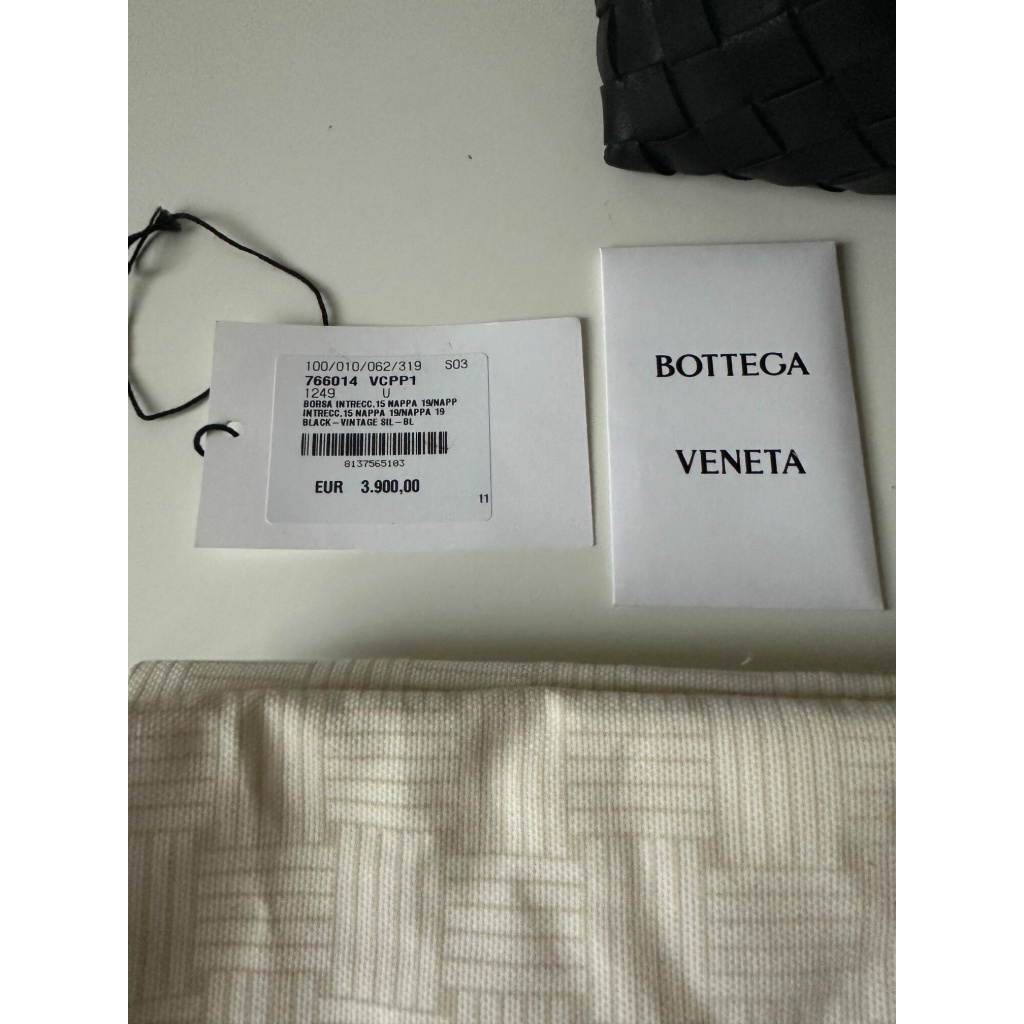 100/010/062/319 S03
766014 VCPP1
1249 U
BORSA INTRECC.15 NAPPA 19/NAPP
INTRECC.15 NAPPA 19/NAPPA 19
BLACK-VINTAGE SIL-BL
8137565103
EUR 3.900,00
11
BOTTEGA
VENETA